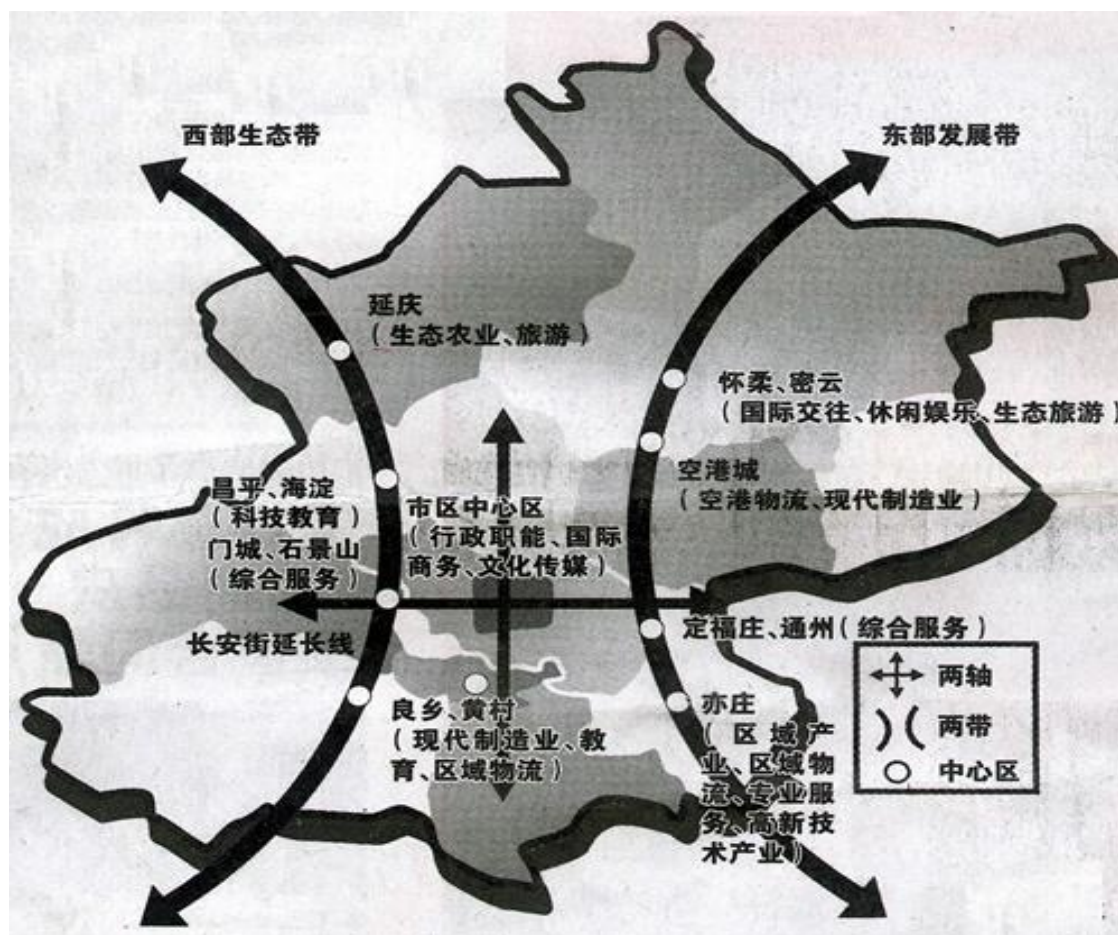 西部生态带
东部发展带
延庆
(生态农业、旅游)
怀柔、密云
(国际交往、休闲娱乐、生态旅游)
空港城
(空港物流、现代制造业)
昌平、海淀
(科技教育)
门城、石景山
(综合服务)
市区中心区
(行政职能、国际
商务、文化传媒)
长安街延长线
定福庄、通州(综合服务)
良乡、黄村
(现代制造业、教
育、区域物流)
亦庄
(区域产
业、区域物
流、专业服
务、高新技
术产业)
两轴
两带
中心区